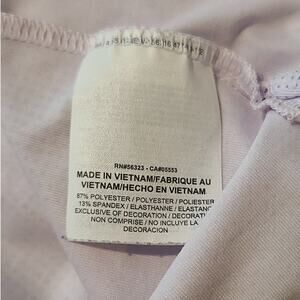 RN#56323 - CA#05553
MADE IN VIETNAM/FABRIQUE AU
VIETNAM/HECHO EN VIETNAM
87% POLYESTER / POLYESTER / POLIESTER
13% SPANDEX / ELASTHANNE / ELASTANO
EXCLUSIVE OF DECORATION / DECORATI
NON COMPRISE / NO INCLUYE LA
DECORACION